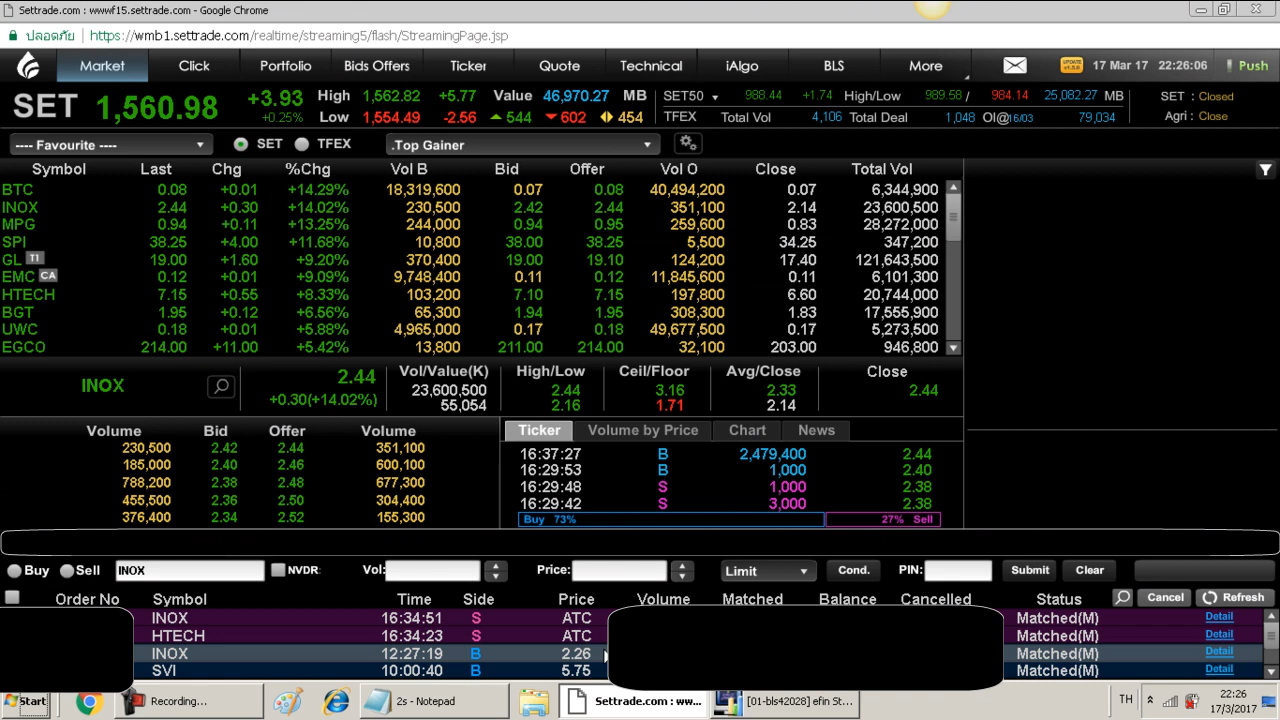 Settrade.com : wwwf15.settrade.com - Google Chrome
ปลอดภัย https://wmb1.settrade.com/realtime/streaming5/flash/StreamingPage.jsp
Market Click Portfolio Bids Offers Ticker Quote Technical iAlgo BLS More 17 Mar 17 22:26:06 Push
SET 1,560.98 +3.93 +0.25% High 1,562.82 +5.77 Value 46,970.27 MB SET50 988.44 +1.74 High/Low 989.58 / 984.14 25,082.27 MB SET : Closed
Low 1,554.49 -2.56 544 602 454 TFEX Total Vol 4,106 Total Deal 1,048 OI@16/03 79,034 Agri : Close
---- Favourite ---- SET TFEX .Top Gainer
Symbol Last Chg %Chg Vol B Bid Offer Vol O Close Total Vol
BTC 0.08 +0.01 +14.29% 18,319,600 0.07 0.08 40,494,200 0.07 6,344,900
INOX 2.44 +0.30 +14.02% 230,500 2.42 2.44 351,100 2.14 23,600,500
MPG 0.94 +0.11 +13.25% 244,000 0.94 0.95 259,600 0.83 28,272,000
SPI 38.25 +4.00 +11.68% 10,800 38.00 38.25 5,500 34.25 347,200
GL T1 19.00 +1.60 +9.20% 370,400 19.00 19.10 124,200 17.40 121,643,500
EMC CA 0.12 +0.01 +9.09% 9,748,400 0.11 0.12 11,845,600 0.11 6,101,300
HTECH 7.15 +0.55 +8.33% 103,200 7.10 7.15 197,800 6.60 20,744,000
BGT 1.95 +0.12 +6.56% 65,300 1.94 1.95 308,300 1.83 17,555,900
UWC 0.18 +0.01 +5.88% 4,965,000 0.17 0.18 49,677,500 0.17 5,273,500
EGCO 214.00 +11.00 +5.42% 13,800 211.00 214.00 32,100 203.00 946,800
INOX 2.44 Vol/Value(K) High/Low Ceil/Floor Avg/Close Close
+0.30(+14.02%) 23,600,500 2.44 3.16 2.33 2.44
55,054 2.16 1.71 2.14
Volume Bid Offer Volume Ticker Volume by Price Chart News
230,500 2.42 2.44 351,100 16:37:27 B 2,479,400 2.44
185,000 2.40 2.46 600,100 16:29:53 B 1,000 2.40
788,200 2.38 2.48 677,300 16:29:48 S 1,000 2.38
455,500 2.36 2.50 304,400 16:29:42 S 3,000 2.38
376,400 2.34 2.52 155,300 Buy 73% 27% Sell
Buy Sell INOX NVDR: Vol: Price: Limit Cond. PIN: Submit Clear
Order No Symbol Time Side Price Volume Matched Balance Cancelled Status Cancel Refresh
INOX 16:34:51 S ATC Matched(M) Detail
HTECH 16:34:23 S ATC Matched(M) Detail
INOX 12:27:19 B 2.26 Matched(M) Detail
SVI 10:00:40 B 5.75 Matched(M) Detail
Start Recording... 2s - Notepad Settrade.com : ww... [01-bls42028] efin St... TH 22:26
17/3/2017